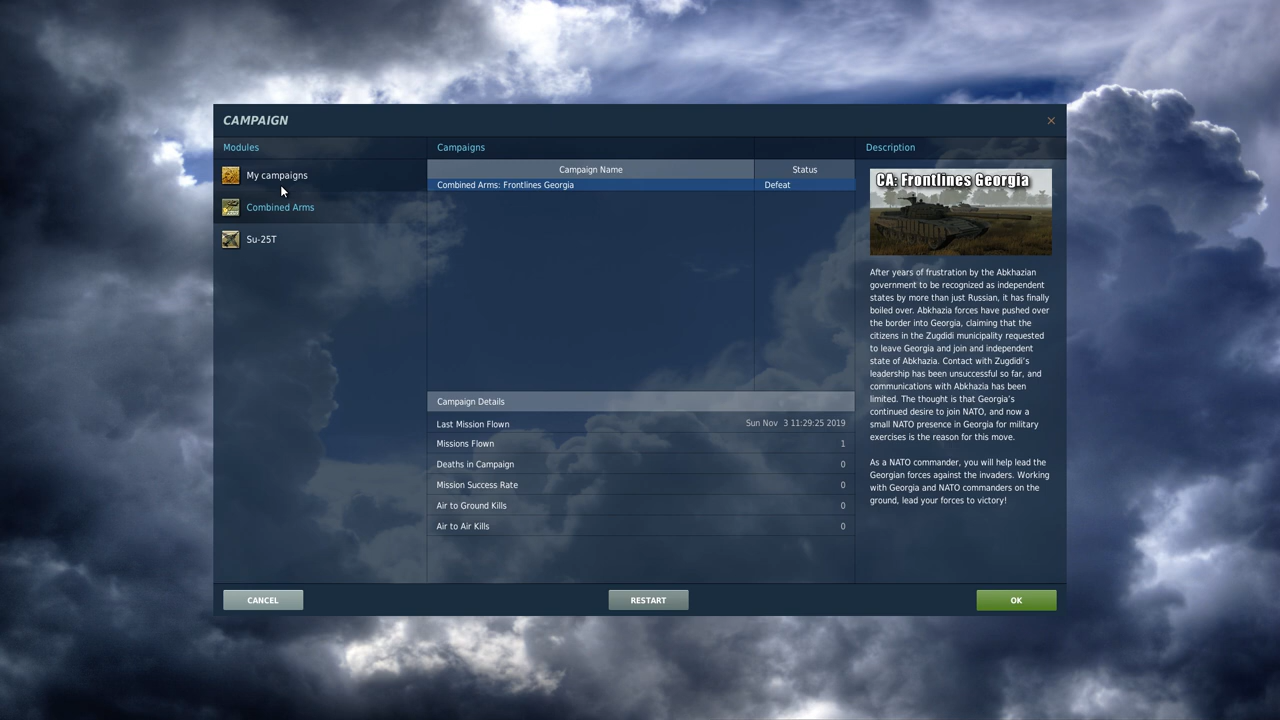 CAMPAIGN
Modules
Campaigns
Description
My campaigns
Combined Arms
Su-25T
Campaign Name
Status
Combined Arms: Frontlines Georgia
Defeat
Campaign Details
Last Mission Flown
Sun Nov 3 11:29:25 2019
Missions Flown
1
Deaths in Campaign
0
Mission Success Rate
0
Air to Ground Kills
0
Air to Air Kills
0
CA: Frontlines Georgia
After years of frustration by the Abkhazian
government to be recognized as independent
states by more than just Russian, it has finally
boiled over. Abkhazia forces have pushed over
the border into Georgia, claiming that the
citizens in the Zugdidi municipality requested
to leave Georgia and join and independent
state of Abkhazia. Contact with Zugdidi's
leadership has been unsuccessful so far, and
communications with Abkhazia has been
limited. The thought is that Georgia's
continued desire to join NATO, and now a
small NATO presence in Georgia for military
exercises is the reason for this move.
As a NATO commander, you will help lead the
Georgian forces against the invaders. Working
with Georgia and NATO commanders on the
ground, lead your forces to victory!
CANCEL
RESTART
OK